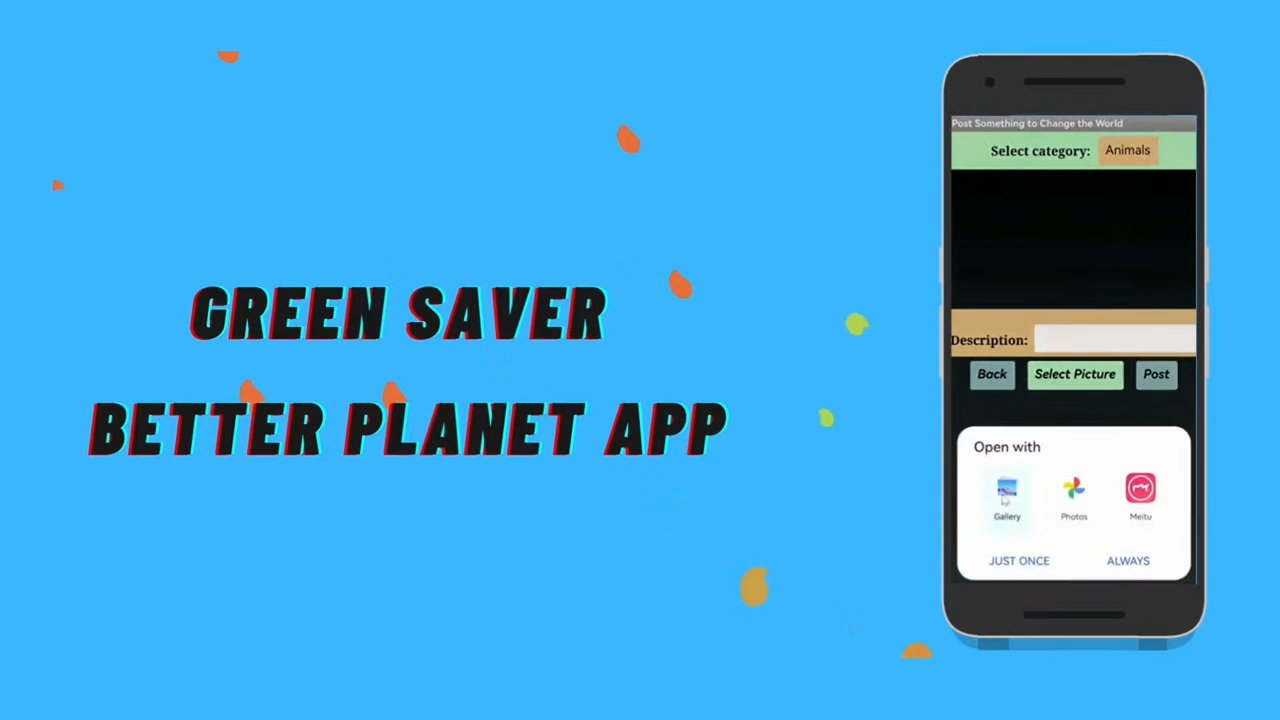 GREEN SAVER
BETTER PLANET APP
Post Something to Change the World
Select category: Animals
Description:
Back Select Picture Post
Open with
Gallery Photos Meitu
JUST ONCE ALWAYS